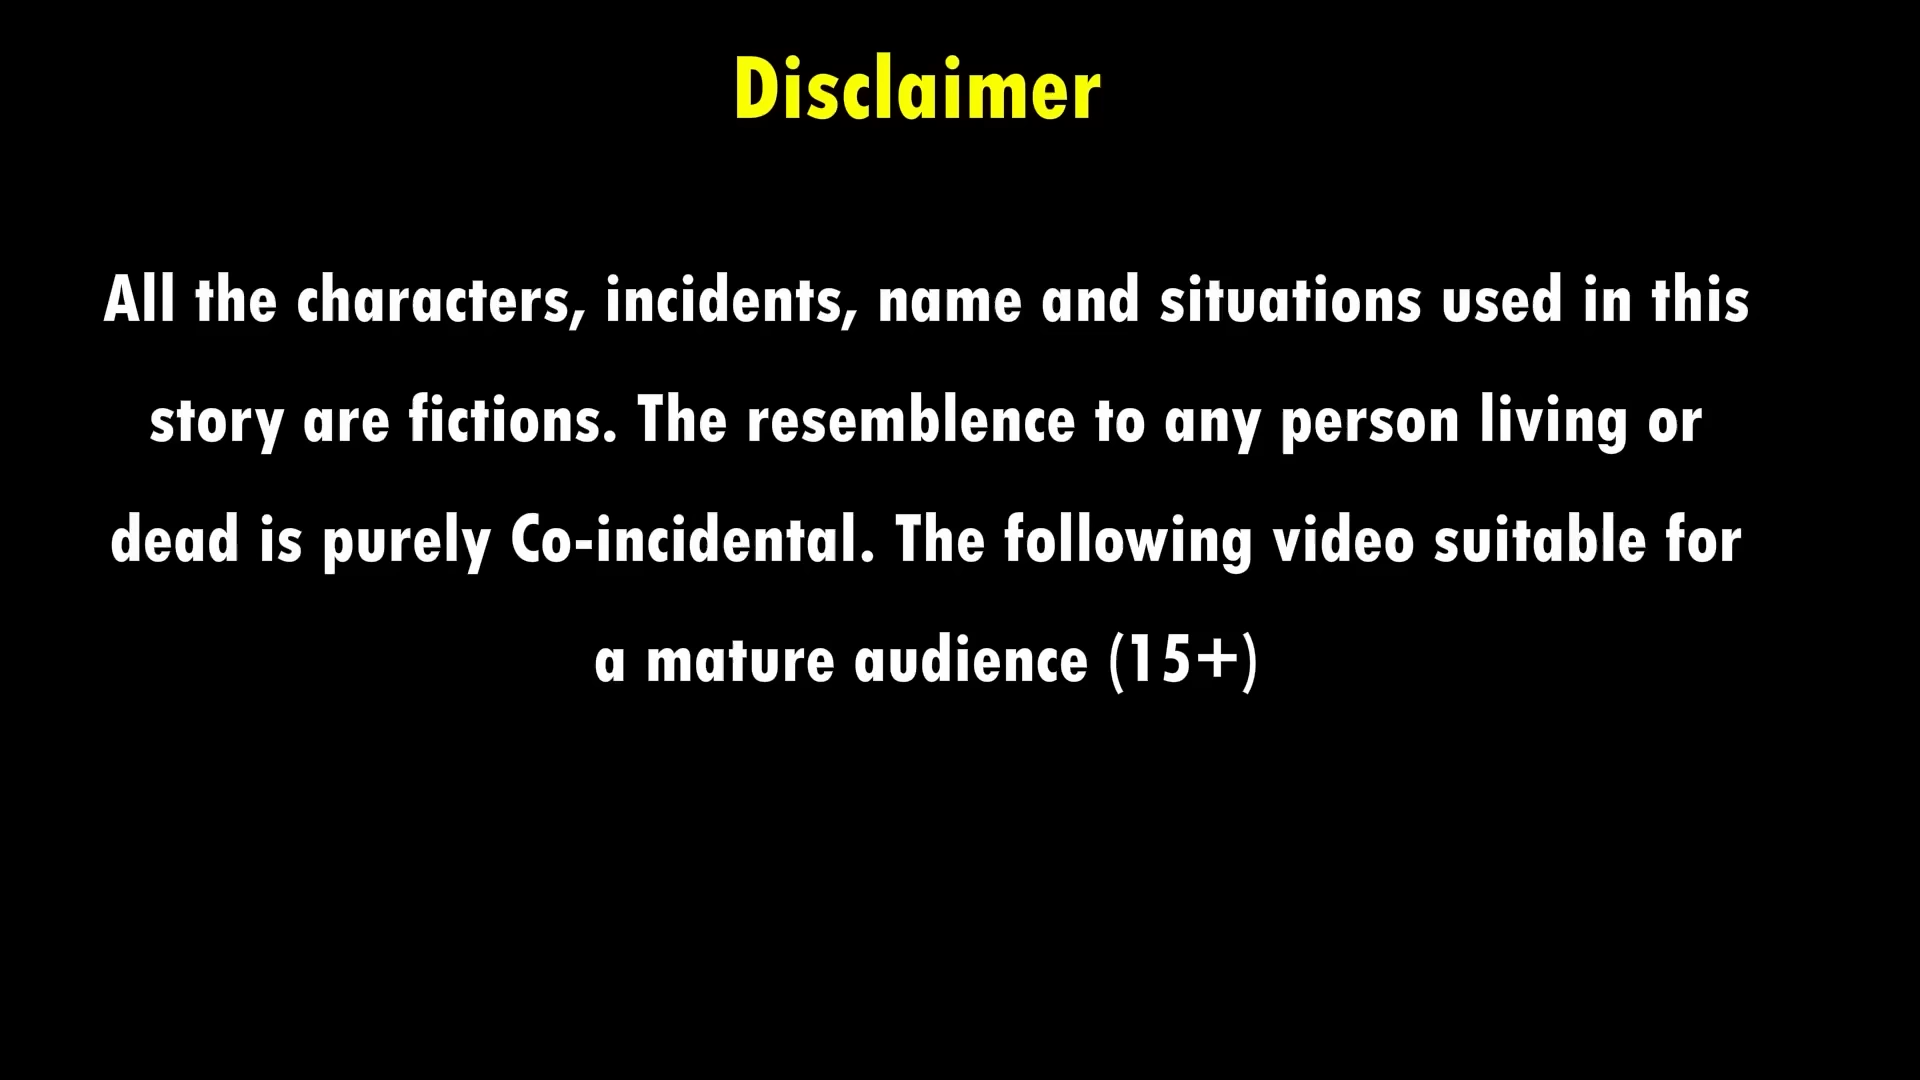 Disclaimer
All the characters, incidents, name and situations used in this
story are fictions. The resemblence to any person living or
dead is purely Co-incidental. The following video suitable for
a mature audience (15+)